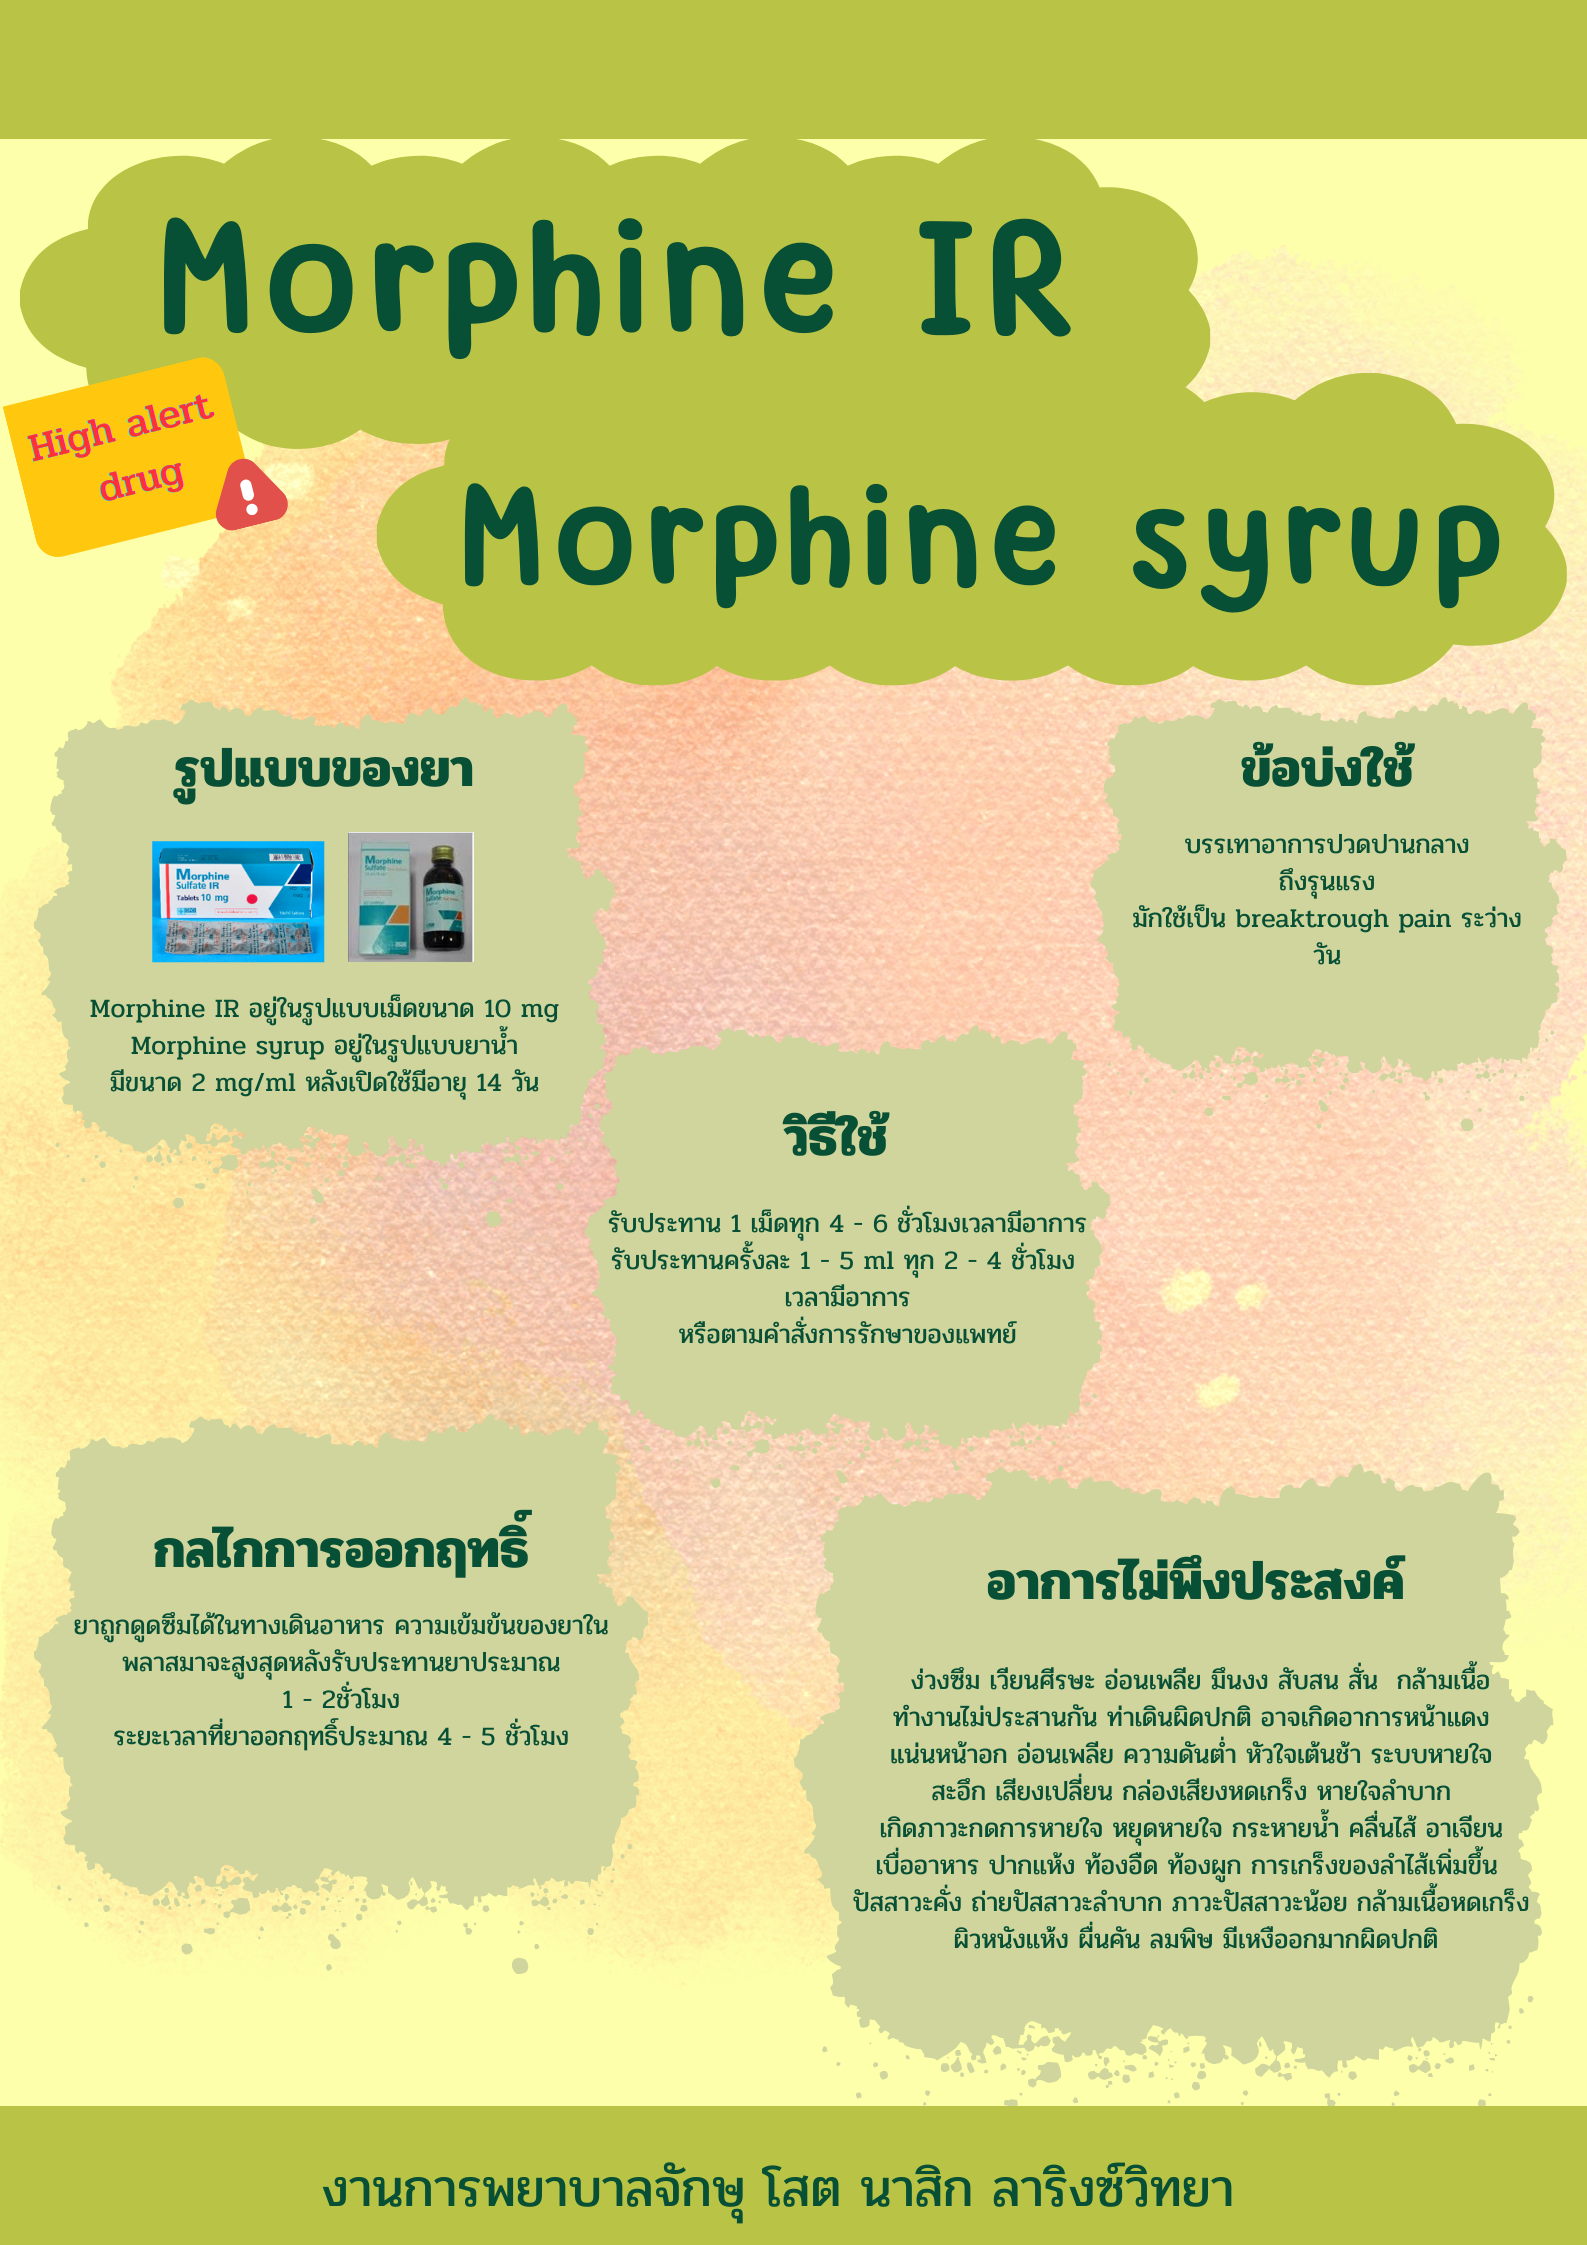 Morphine IR
High alert
drug
Morphine syrup
รูปแบบของยา
Morphine
Sulfate IR
Tablets 10 mg
Morphine
Sulfate
Morphine
Morphine IR อยู่ในรูปแบบเม็ดขนาด 10 mg
Morphine syrup อยู่ในรูปแบบยาน้ำ
มีขนาด 2 mg/ml หลังเปิดใช้มีอายุ 14 วัน
ข้อบ่งใช้
บรรเทาอาการปวดปานกลาง
ถึงรุนแรง
มักใช้เป็น breaktrough pain ระว่าง
วัน
วิธีใช้
รับประทาน 1 เม็ดทุก 4 - 6 ชั่วโมงเวลามีอาการ
รับประทานครั้งละ 1 - 5 ml ทุก 2 - 4 ชั่วโมง
เวลามีอาการ
หรือตามคำสั่งการรักษาของแพทย์
กลไกการออกฤทธิ์
ยาถูกดูดซึมได้ในทางเดินอาหาร ความเข้มข้นของยาใน
พลาสมาจะสูงสุดหลังรับประทานยาประมาณ
1 - 2ชั่วโมง
ระยะเวลาที่ยาออกฤทธิ์ประมาณ 4 - 5 ชั่วโมง
อาการไม่พึงประสงค์
ง่วงซึม เวียนศีรษะ อ่อนเพลีย มึนงง สับสน สั่น กล้ามเนื้อ
ทำงานไม่ประสานกัน ท่าเดินผิดปกติ อาจเกิดอาการหน้าแดง
แน่นหน้าอก อ่อนเพลีย ความดันต่ำ หัวใจเต้นช้า ระบบหายใจ
สะอึก เสียงเปลี่ยน กล่องเสียงหดเกร็ง หายใจลำบาก
เกิดภาวะกดการหายใจ หยุดหายใจ กระหายน้ำ คลื่นไส้ อาเจียน
เบื่ออาหาร ปากแห้ง ท้องอืด ท้องผูก การเกร็งของลำไส้เพิ่มขึ้น
ปัสสาวะคั่ง ถ่ายปัสสาวะลำบาก ภาวะปัสสาวะน้อย กล้ามเนื้อหดเกร็ง
ผิวหนังแห้ง ผื่นคัน ลมพิษ มีเหงือออกมากผิดปกติ
งานการพยาบาลจักษุ โสต นาสิก ลาริงซ์วิทยา